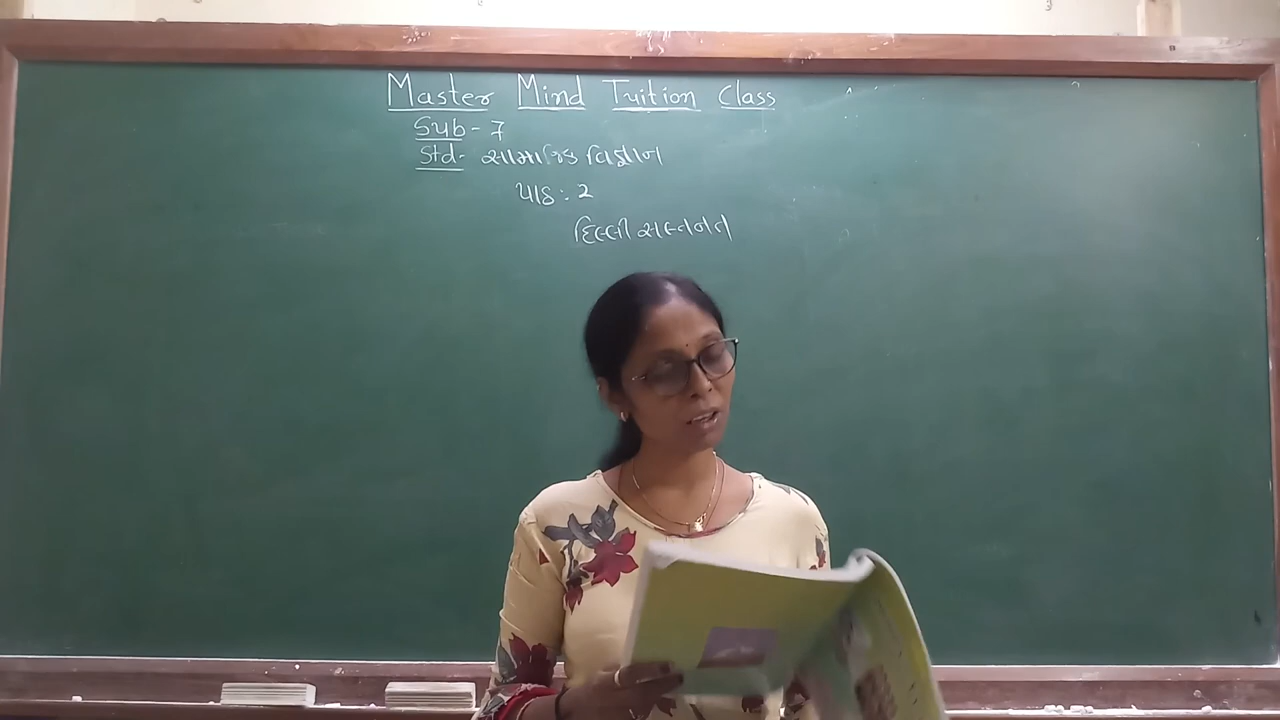 Master Mind Tuition Class
Sub - 7
Std - સામાજિક વિજ્ઞાન
પાઠ : 2
દિલ્લી સલ્તનત